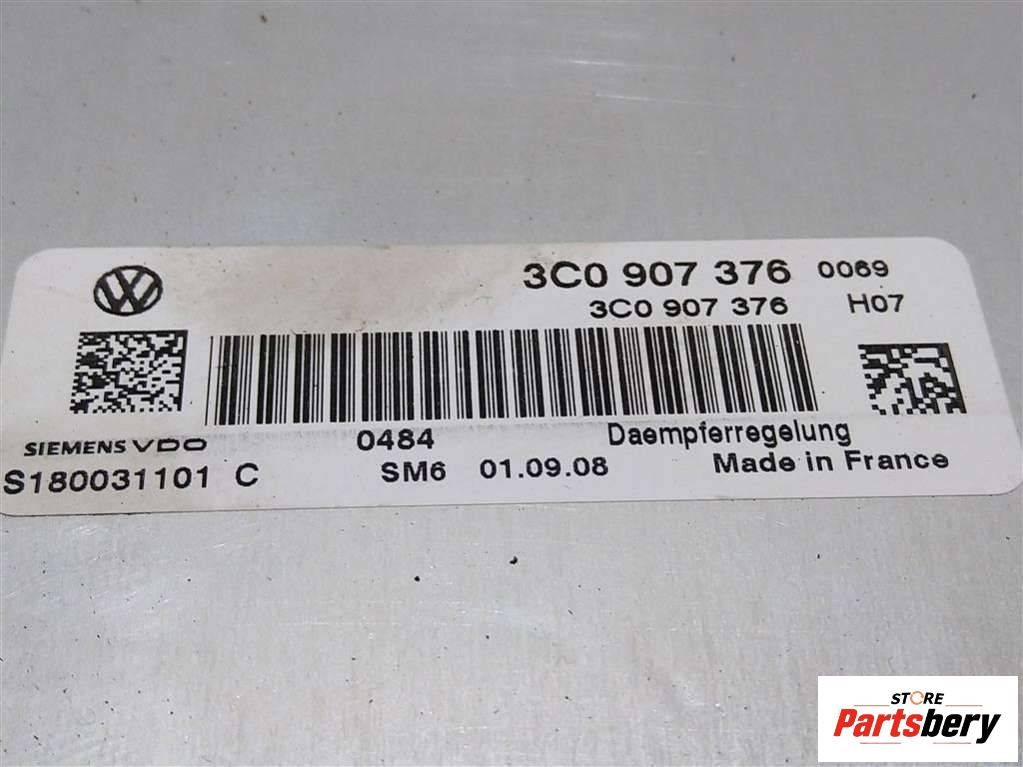 3C0 907 376 0069
3C0 907 376 H07
SIEMENS VDO 0484 Daempferregelung
S180031101 C SM6 01.09.08 Made in France
STORE
Partsbery